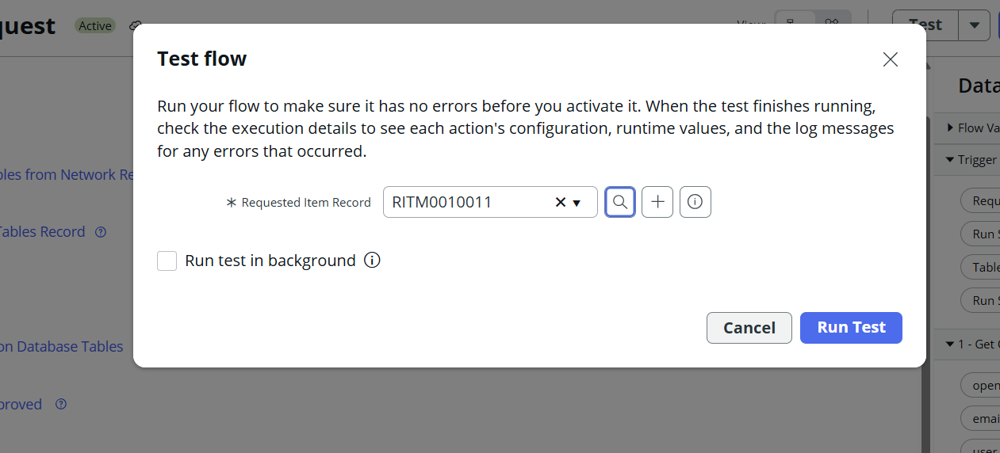 quest
Active
View:
Test
Test flow
Run your flow to make sure it has no errors before you activate it. When the test finishes running,
check the execution details to see each action's configuration, runtime values, and the log messages
for any errors that occurred.
Requested Item Record
RITM0010011
Run test in background
Cancel
Run Test
bles from Network Re
Tables Record
on Database Tables
proved
Data
Flow Va
Trigger
Requ
Run S
Table
Run S
1 - Get
open
emai
user